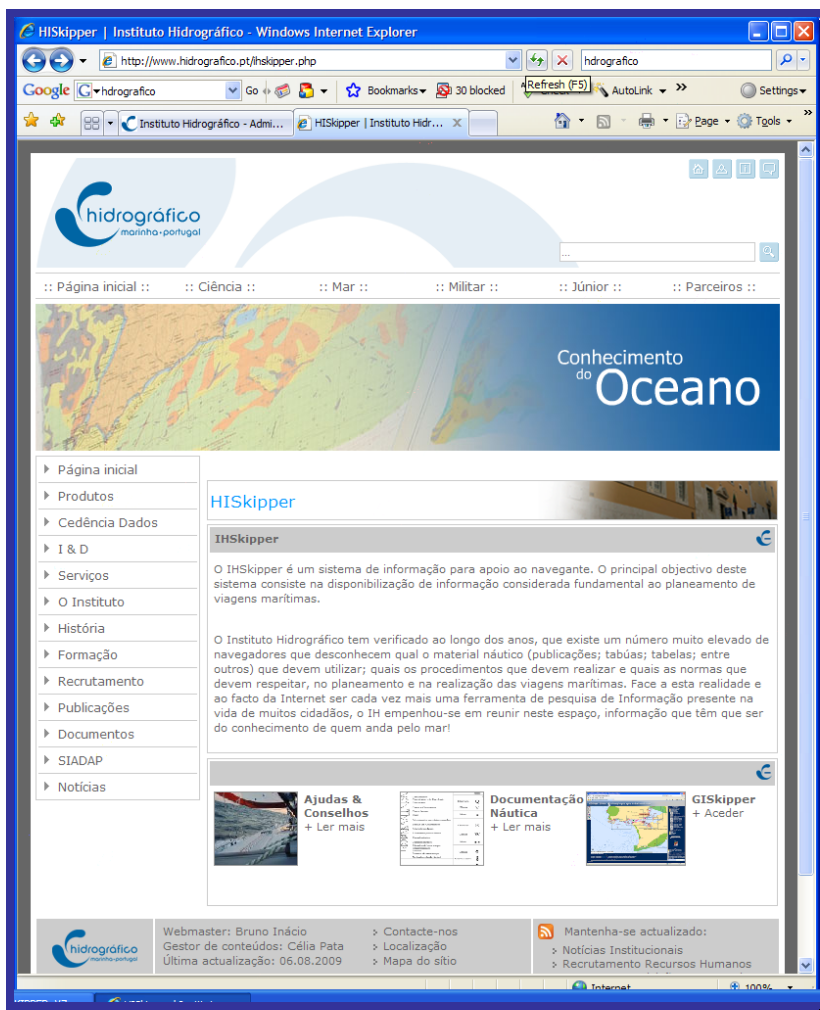 HISkipper | Instituto Hidrográfico - Windows Internet Explorer
http://www.hidrografico.pt/ihskipper.php
hdrografico
Google
hdrografico
Go
Bookmarks
30 blocked
Refresh (F5)
AutoLink
Settings
Instituto Hidrográfico - Admi...
HISkipper | Instituto Hidr...
Page
Tools
hidrográfico
marinha • portugal
...
:: Página inicial ::
:: Ciência ::
:: Mar ::
:: Militar ::
:: Júnior ::
:: Parceiros ::
Conhecimento
do Oceano
Página inicial
Produtos
Cedência Dados
I & D
Serviços
O Instituto
História
Formação
Recrutamento
Publicações
Documentos
SIADAP
Notícias
HISkipper
IHSkipper
O IHSkipper é um sistema de informação para apoio ao navegante. O principal objectivo deste
sistema consiste na disponibilização de informação considerada fundamental ao planeamento de
viagens marítimas.
O Instituto Hidrográfico tem verificado ao longo dos anos, que existe um número muito elevado de
navegadores que desconhecem qual o material náutico (publicações; tabúas; tabelas; entre
outros) que devem utilizar; quais os procedimentos que devem realizar e quais as normas que
devem respeitar, no planeamento e na realização das viagens marítimas. Face a esta realidade e
ao facto da Internet ser cada vez mais uma ferramenta de pesquisa de Informação presente na
vida de muitos cidadãos, o IH empenhou-se em reunir neste espaço, informação que têm que ser
do conhecimento de quem anda pelo mar!
Ajudas &
Conselhos
+ Ler mais
Documentação
Náutica
+ Ler mais
GISkipper
+ Aceder
hidrográfico
marinha • portugal
Webmaster: Bruno Inácio
Gestor de conteúdos: Célia Pata
Última actualização: 06.08.2009
> Contacte-nos
> Localização
> Mapa do sítio
Mantenha-se actualizado:
> Notícias Institucionais
> Recrutamento Recursos Humanos
Internet
100%